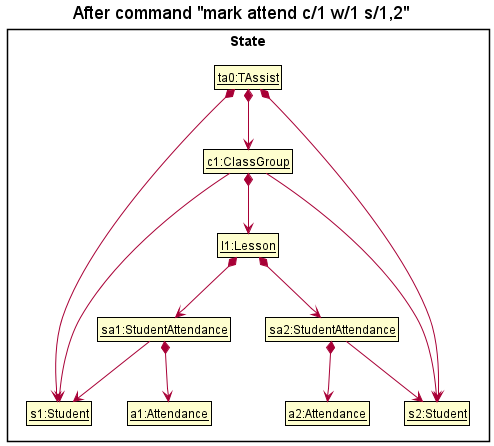 After command "mark attend c/1 w/1 s/1,2"
State
ta0:TAssist
c1:ClassGroup
l1:Lesson
sa1:StudentAttendance
sa2:StudentAttendance
s1:Student
a1:Attendance
a2:Attendance
s2:Student